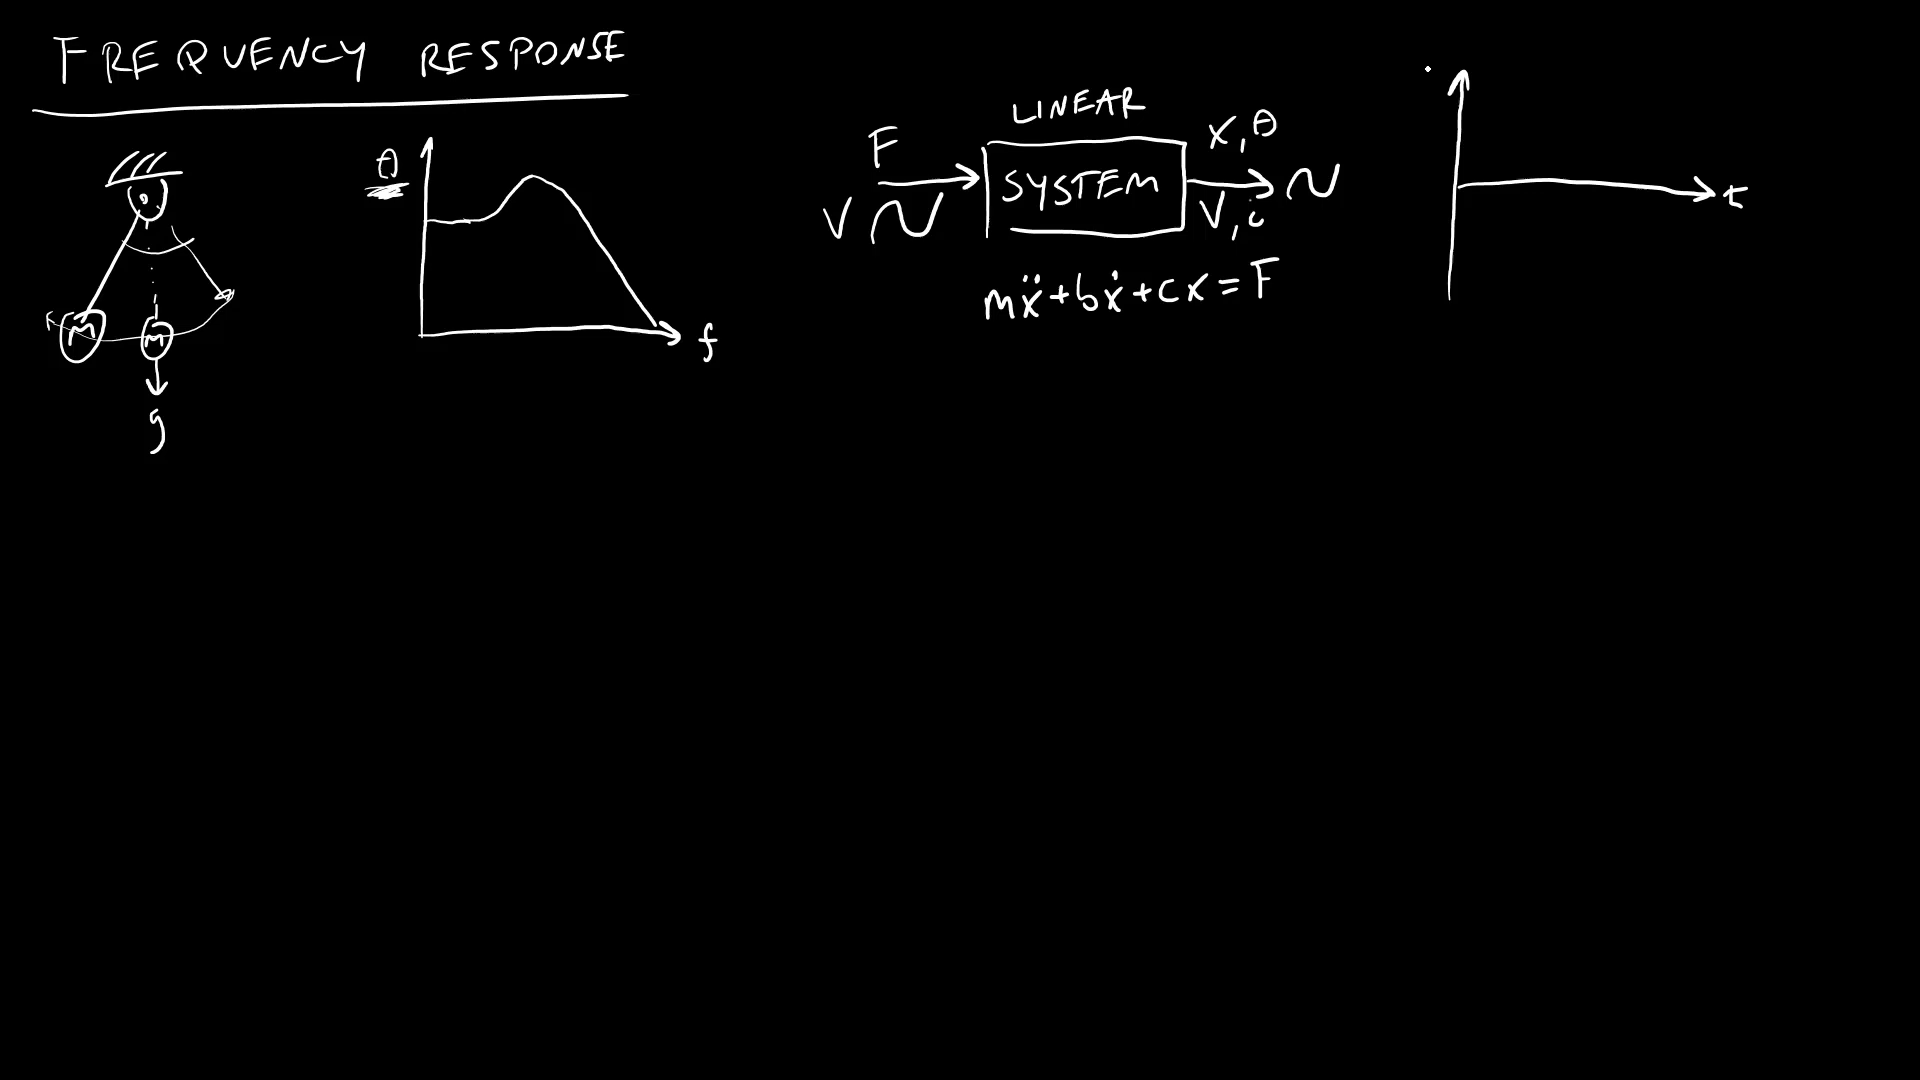 FREQUENCY RESPONSE
θ
f
M
M
g
LINEAR
F
SYSTEM
x, θ
V
V, i
mẍ+bẋ+cx=F
t